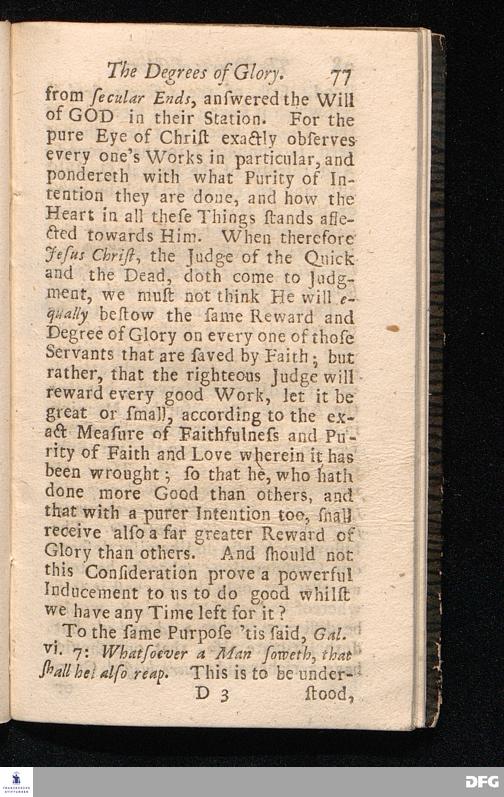 The Degrees of Glory. 77
from ſecular Ends, anſwered the Will
of GOD in their Station. For the
pure Eye of Chriſt exactly obſerves
every one's Works in particular, and
pondereth with what Purity of In-
tention they are done, and how the
Heart in all theſe Things ſtands affe-
cted towards Him. When therefore
Jeſus Chriſt, the Judge of the Quick
and the Dead, doth come to Judg-
ment, we muſt not think He will e-
qually beſtow the ſame Reward and
Degree of Glory on every one of thoſe
Servants that are ſaved by Faith; but
rather, that the righteous Judge will
reward every good Work, let it be
great or ſmall, according to the ex-
act Meaſure of Faithfulneſs and Pu-
rity of Faith and Love wherein it has
been wrought; ſo that he, who hath
done more Good than others, and
that with a purer Intention too, ſhall
receive alſo a far greater Reward of
Glory than others. And ſhould not
this Conſideration prove a powerful
Inducement to us to do good whilſt
we have any Time left for it?
To the ſame Purpoſe 'tis ſaid, Gal.
vi. 7: Whatſoever a Man ſoweth, that
ſhall he alſo reap. This is to be under-
D 3 ſtood,
FRANCKESCHE
STIFTUNGEN
DFG